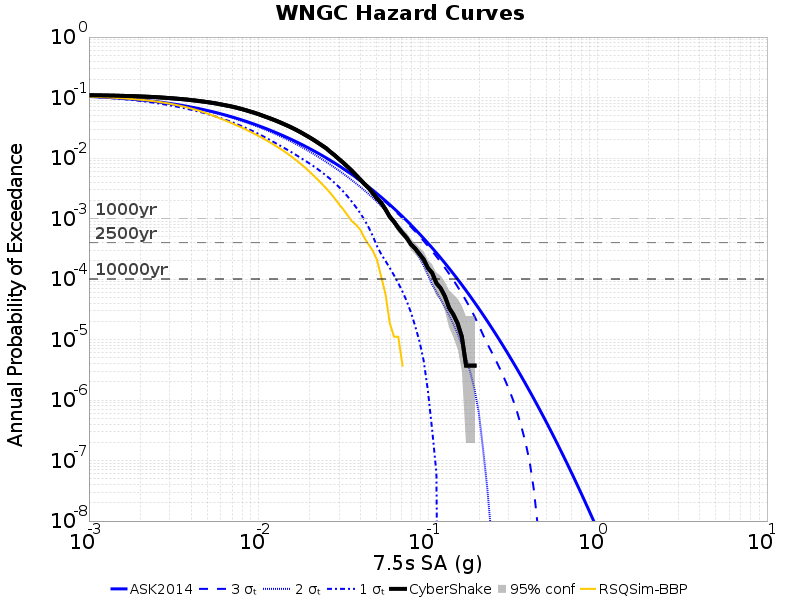 WNGC Hazard Curves
Annual Probability of Exceedance
10^0
10^-1
10^-2
10^-3
10^-4
10^-5
10^-6
10^-7
10^-8
1000yr
2500yr
10000yr
10^-3 10^-2 10^-1 10^0 10^1
7.5s SA (g)
ASK2014 3 σₜ 2 σₜ 1 σₜ CyberShake 95% conf RSQSim-BBP